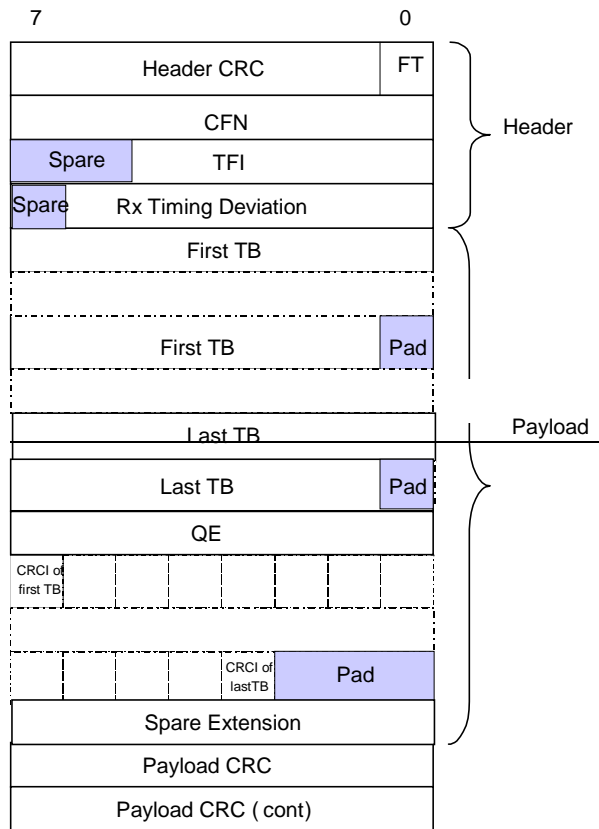 7 0
Header CRC FT
CFN
Header
Spare TFI
Spare Rx Timing Deviation
First TB
First TB Pad
Last TB
Payload
Last TB Pad
QE
CRCI of
first TB
CRCI of
lastTB
Pad
Spare Extension
Payload CRC
Payload CRC ( cont)